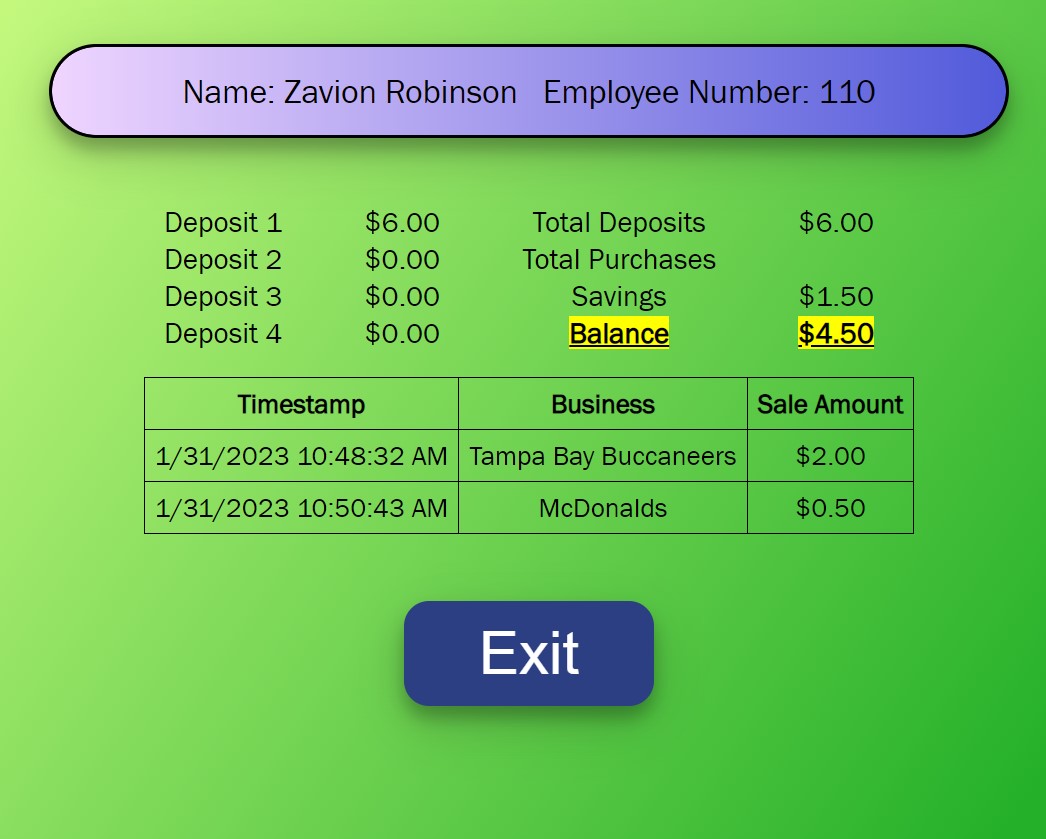 Name: Zavion Robinson Employee Number: 110
Deposit 1 $6.00 Total Deposits $6.00
Deposit 2 $0.00 Total Purchases
Deposit 3 $0.00 Savings $1.50
Deposit 4 $0.00 Balance $4.50
Timestamp Business Sale Amount
1/31/2023 10:48:32 AM Tampa Bay Buccaneers $2.00
1/31/2023 10:50:43 AM McDonalds $0.50
Exit